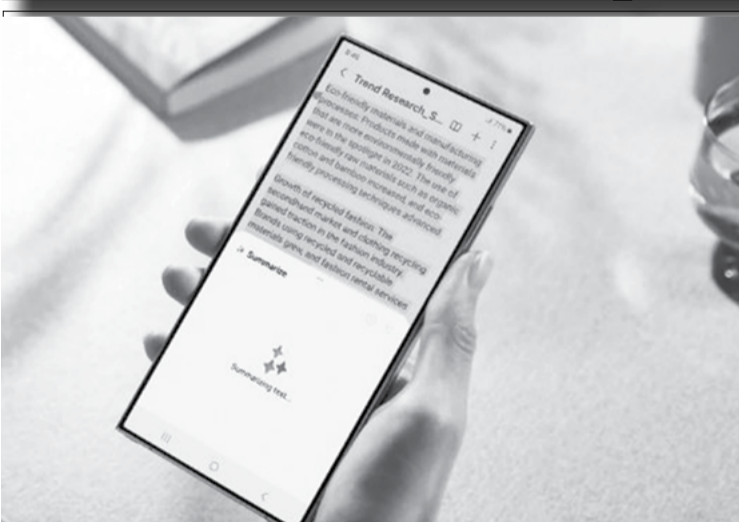 9:46
77%
Trend Research_S...
Eco-friendly materials and manufacturing
processes: Products made with materials
that are more environmentally friendly
were in the spotlight in 2022. The use of
eco-friendly raw materials such as organic
cotton and bamboo increased, and eco-
friendly processing techniques advanced.
Growth of recycled fashion: The
secondhand market and clothing recycling
gained traction in the fashion industry.
Brands using recycled and recyclable
materials grew, and fashion rental services
Summarize
Summarizing text...